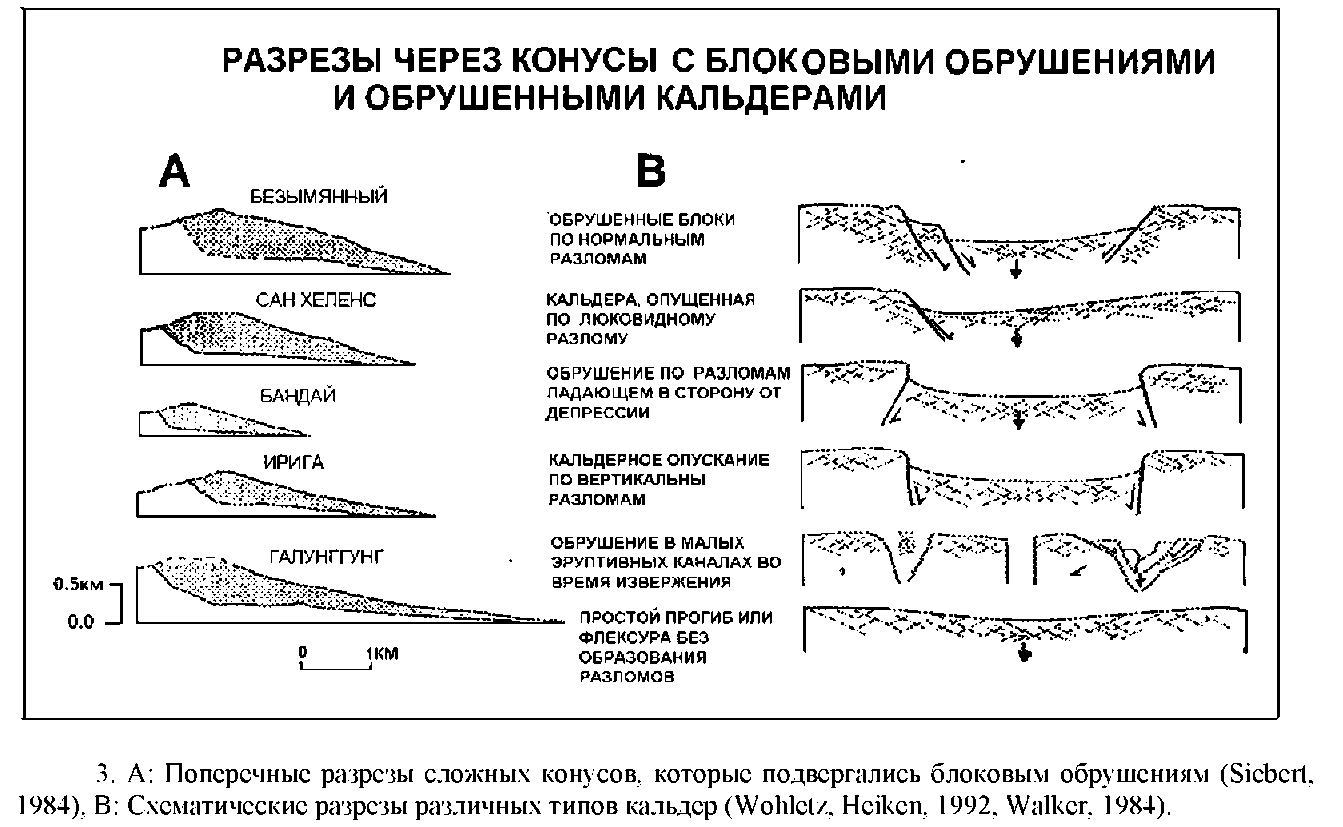 РАЗРЕЗЫ ЧЕРЕЗ КОНУСЫ С БЛОКОВЫМИ ОБРУШЕНИЯМИ
И ОБРУШЕННЫМИ КАЛЬДЕРАМИ
А
БЕЗЫМЯННЫЙ
САН ХЕЛЕНС
БАНДАЙ
ИРИГА
ГАЛУНГГУНГ
0.5км
0.0
0 1КМ
В
ОБРУШЕННЫЕ БЛОКИ
ПО НОРМАЛЬНЫМ
РАЗЛОМАМ
КАЛЬДЕРА, ОПУЩЕННАЯ
ПО ЛЮКОВИДНОМУ
РАЗЛОМУ
ОБРУШЕНИЕ ПО РАЗЛОМАМ
ПАДАЮЩЕМ В СТОРОНУ ОТ
ДЕПРЕССИИ
КАЛЬДЕРНОЕ ОПУСКАНИЕ
ПО ВЕРТИКАЛЬНЫ
РАЗЛОМАМ
ОБРУШЕНИЕ В МАЛЫХ
ЭРУПТИВНЫХ КАНАЛАХ ВО
ВРЕМЯ ИЗВЕРЖЕНИЯ
ПРОСТОЙ ПРОГИБ ИЛИ
ФЛЕКСУРА БЕЗ
ОБРАЗОВАНИЯ
РАЗЛОМОВ
3. А: Поперечные разрезы сложных конусов, которые подвергались блоковым обрушениям (Siebert,
1984), В: Схематические разрезы различных типов кальдер (Wohletz, Heiken, 1992, Walker, 1984).